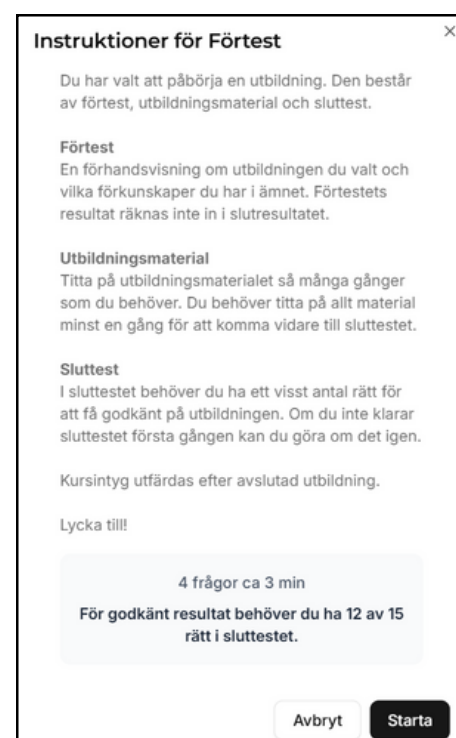 Instruktioner för Förtest
Du har valt att påbörja en utbildning. Den består
av förtest, utbildningsmaterial och sluttest.
Förtest
En förhandsvisning om utbildningen du valt och
vilka förkunskaper du har i ämnet. Förtestets
resultat räknas inte in i slutresultatet.
Utbildningsmaterial
Titta på utbildningsmaterialet så många gånger
som du behöver. Du behöver titta på allt material
minst en gång för att komma vidare till sluttestet.
Sluttest
I sluttestet behöver du ha ett visst antal rätt för
att få godkänt på utbildningen. Om du inte klarar
sluttestet första gången kan du göra om det igen.
Kursintyg utfärdas efter avslutad utbildning.
Lycka till!
4 frågor ca 3 min
För godkänt resultat behöver du ha 12 av 15
rätt i sluttestet.
Avbryt Starta